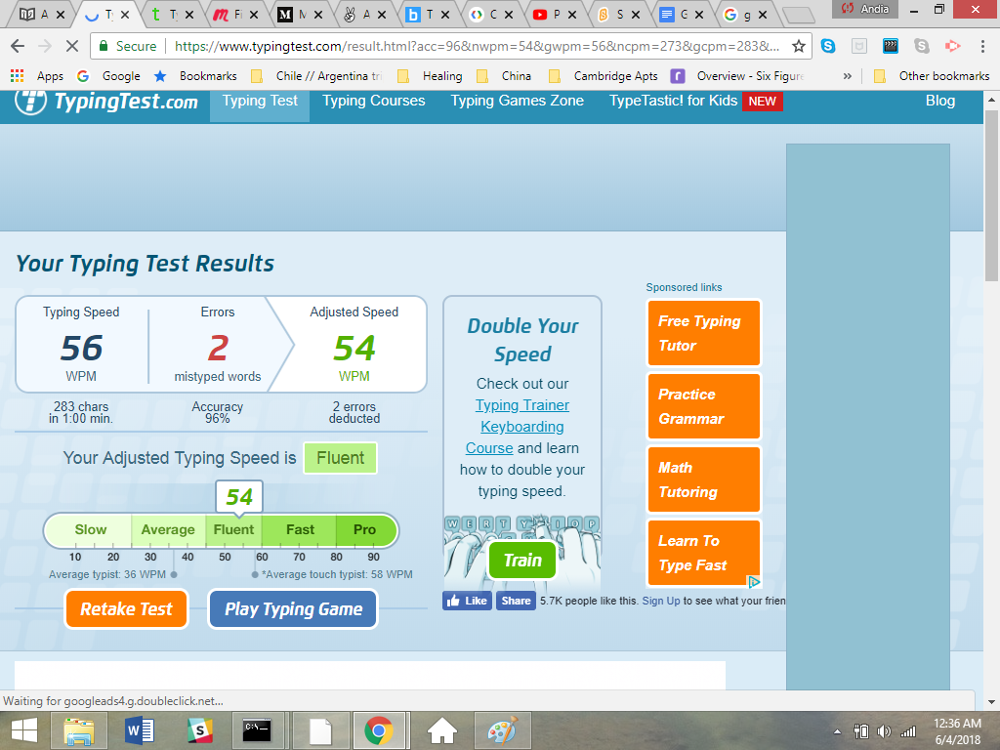 A
Ty
Ty
Fi
M
A
T
C
P
S
G
g
Andia
Secure
https://www.typingtest.com/result.html?acc=96&nwpm=54&gwpm=56&ncpm=273&gcpm=283&...
Apps
Google
Bookmarks
Chile // Argentina tri
Healing
China
Cambridge Apts
Overview - Six Figure
»
Other bookmarks
TypingTest.com
Typing Test
Typing Courses
Typing Games Zone
TypeTastic! for Kids NEW
Blog
Your Typing Test Results
Typing Speed
56
WPM
283 chars
in 1:00 min.
Errors
2
mistyped words
Accuracy
96%
Adjusted Speed
54
WPM
2 errors
deducted
Your Adjusted Typing Speed is Fluent
54
Slow Average Fluent Fast Pro
10 20 30 40 50 60 70 80 90
Average typist: 36 WPM
*Average touch typist: 58 WPM
Retake Test
Play Typing Game
Double Your
Speed
Check out our
Typing Trainer
Keyboarding
Course and learn
how to double your
typing speed.
W E R T Y I O P
Train
Like Share 5.7K people like this. Sign Up to see what your frien
Sponsored links
Free Typing
Tutor
Practice
Grammar
Math
Tutoring
Learn To
Type Fast
Waiting for googleads4.g.doubleclick.net...
12:36 AM
6/4/2018